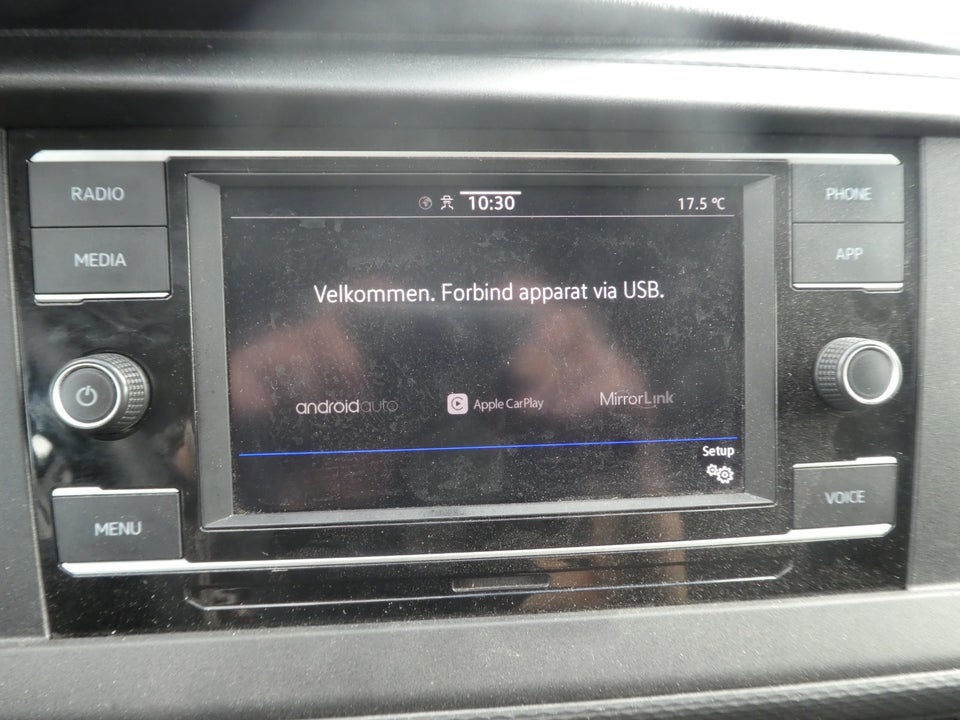 RADIO
MEDIA
MENU
10:30
17.5 °C
Velkommen. Forbind apparat via USB.
androidauto
Apple CarPlay
MirrorLink
Setup
PHONE
APP
VOICE